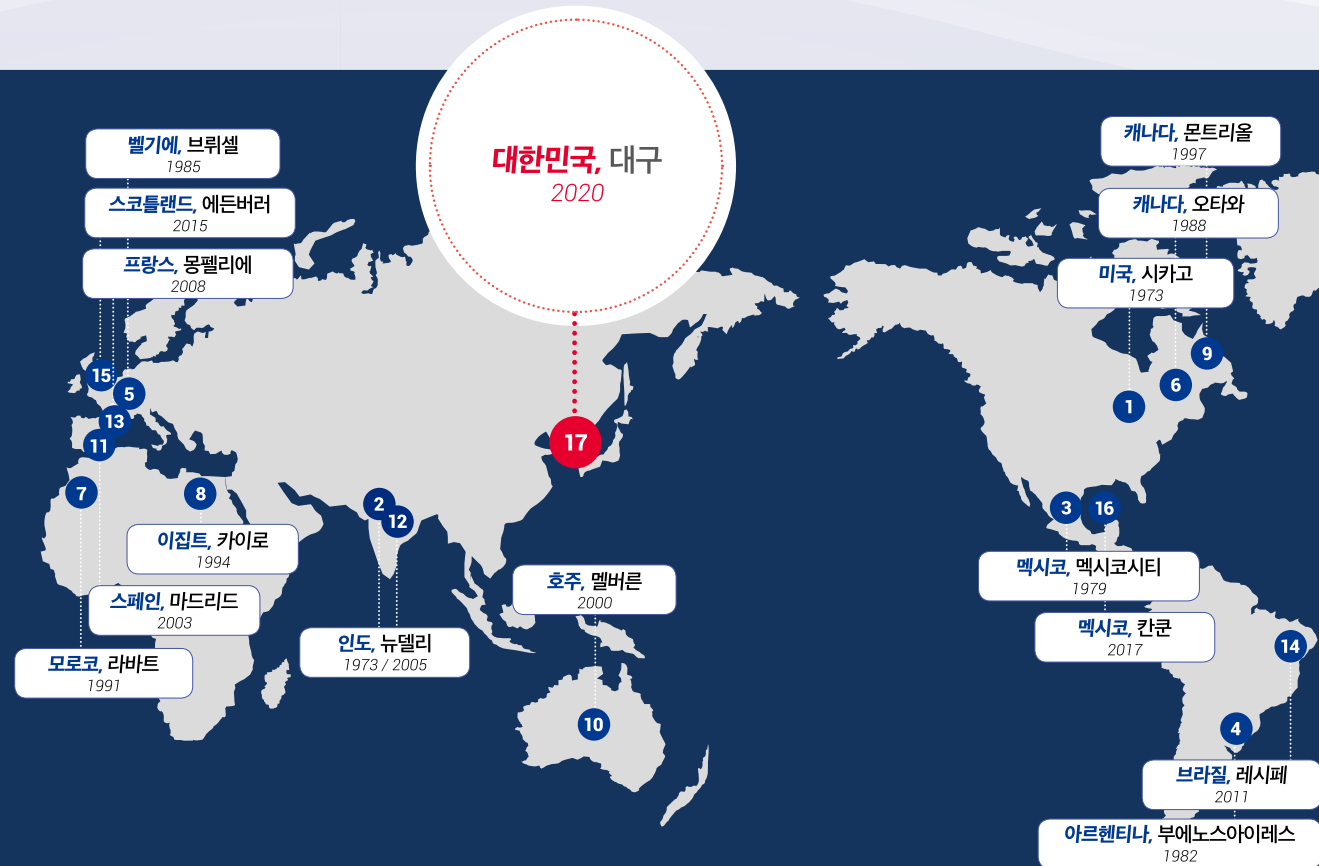 대한민국, 대구
2020
벨기에, 브뤼셀
1985
스코틀랜드, 에든버러
2015
프랑스, 몽펠리에
2008
캐나다, 몬트리올
1997
캐나다, 오타와
1988
미국, 시카고
1973
15
5
13
11
7
8
2
12
17
9
6
1
3
16
이집트, 카이로
1994
스페인, 마드리드
2003
모로코, 라바트
1991
인도, 뉴델리
1973 / 2005
호주, 멜버른
2000
10
멕시코, 멕시코시티
1979
멕시코, 칸쿤
2017
14
4
브라질, 레시페
2011
아르헨티나, 부에노스아이레스
1982